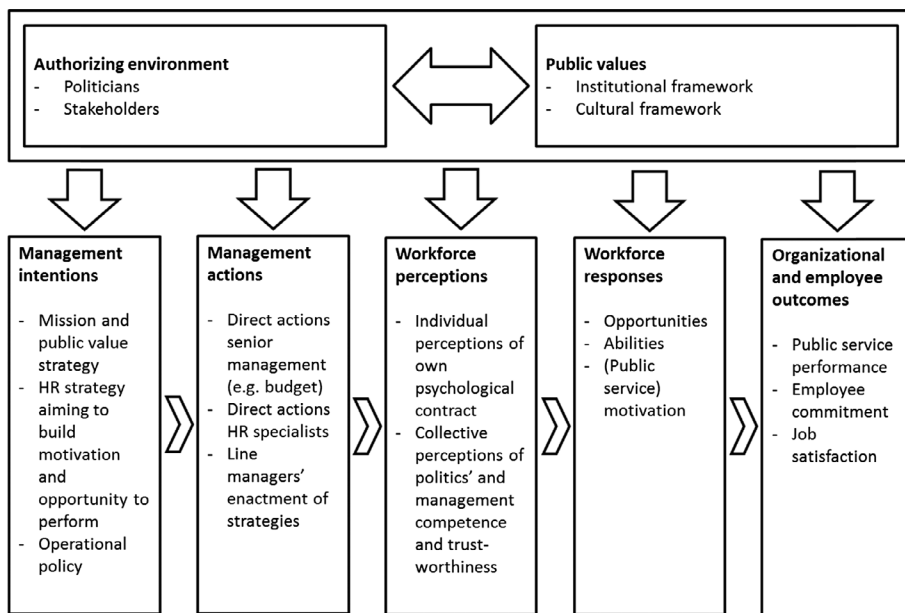 Authorizing environment
- Politicians
- Stakeholders
Public values
- Institutional framework
- Cultural framework
Management
intentions
- Mission and
public value
strategy
- HR strategy
aiming to
build
motivation
and
opportunity to
perform
- Operational
policy
Management
actions
- Direct actions
senior
management
(e.g. budget)
- Direct actions
HR specialists
- Line
managers’
enactment of
strategies
Workforce
perceptions
- Individual
perceptions of
own
psychological
contract
- Collective
perceptions of
politics’ and
management
competence
and trust-
worthiness
Workforce
responses
- Opportunities
- Abilities
- (Public
service)
motivation
Organizational
and employee
outcomes
- Public service
performance
- Employee
commitment
- Job
satisfaction